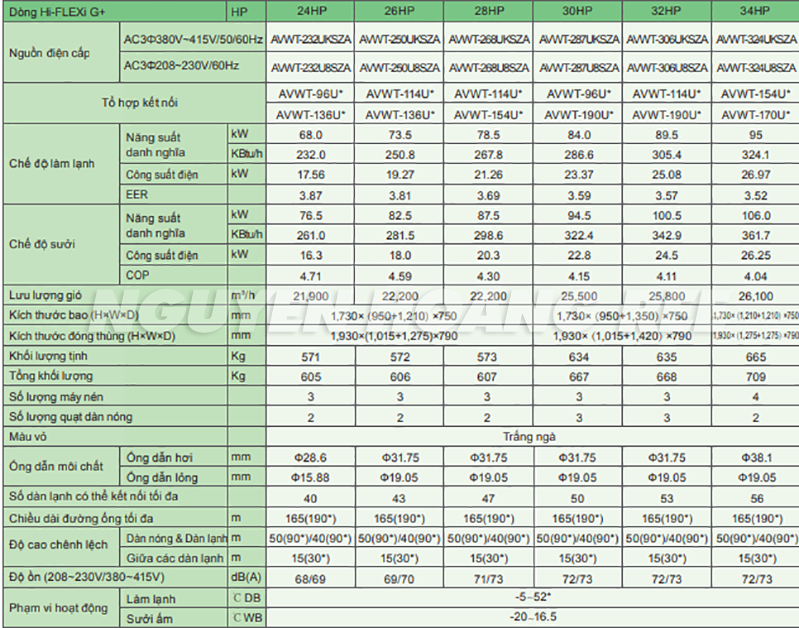 Dòng Hi-FLEXi G+ HP 24HP 26HP 28HP 30HP 32HP 34HP
Nguồn điện cấp AC3Φ380V~415V/50/60Hz AVWT-232UKSZA AVWT-250UKSZA AVWT-268UKSZA AVWT-287UKSZA AVWT-306UKSZA AVWT-324UKSZA
AC3Φ208~230V/60Hz AVWT-232U8SZA AVWT-250U8SZA AVWT-268U8SZA AVWT-287U8SZA AVWT-306U8SZA AVWT-324U8SZA
Tổ hợp kết nối AVWT-96U* AVWT-114U* AVWT-114U* AVWT-96U* AVWT-114U* AVWT-154U*
AVWT-136U* AVWT-136U* AVWT-154U* AVWT-190U* AVWT-190U* AVWT-170U*
Chế độ làm lạnh Năng suất danh nghĩa kW 68.0 73.5 78.5 84.0 89.5 95
KBtu/h 232.0 250.8 267.8 286.6 305.4 324.1
Công suất điện kW 17.56 19.27 21.26 23.37 25.08 26.97
EER 3.87 3.81 3.69 3.59 3.57 3.52
Chế độ sưởi Năng suất danh nghĩa kW 76.5 82.5 87.5 94.5 100.5 106.0
KBtu/h 261.0 281.5 298.6 322.4 342.9 361.7
Công suất điện kW 16.3 18.0 20.3 22.8 24.5 26.25
COP 4.71 4.59 4.30 4.15 4.11 4.04
Lưu lượng gió m³/h 21,900 22,200 22,200 25,500 25,800 26,100
Kích thước bao (H×W×D) mm 1,730× (950+1,210) ×750 1,730× (950+1,350) ×750 1,730× (1,210+1,210) ×750
Kích thước đóng thùng (H×W×D) mm 1,930×(1,015+1,275)×790 1,930× (1,015+1,420) ×790 1,930× (1,275+1,275) ×790
Khối lượng tịnh Kg 571 572 573 634 635 665
Tổng khối lượng Kg 605 606 607 667 668 709
Số lượng máy nén 3 3 3 3 3 4
Số lượng quạt dàn nóng 2 2 2 3 3 2
Màu vỏ Trắng ngà
Ống dẫn môi chất Ống dẫn hơi mm Φ28.6 Φ31.75 Φ31.75 Φ31.75 Φ31.75 Φ38.1
Ống dẫn lỏng mm Φ15.88 Φ19.05 Φ19.05 Φ19.05 Φ19.05 Φ19.05
Số dàn lạnh có thể kết nối tối đa 40 43 47 50 53 56
Chiều dài đường ống tối đa m 165(190*) 165(190*) 165(190*) 165(190*) 165(190*) 165(190*)
Độ cao chênh lệch Dàn nóng & Dàn lạnh m 50(90*)/40(90*) 50(90*)/40(90*) 50(90*)/40(90*) 50(90*)/40(90*) 50(90*)/40(90*) 50(90*)/40(90*)
Giữa các dàn lạnh m 15(30*) 15(30*) 15(30*) 15(30*) 15(30*) 15(30*)
Độ ồn (208~230V/380~415V) dB(A) 68/69 69/70 71/73 72/73 72/73 72/73
Phạm vi hoạt động Làm lạnh ℃ DB -5~52*
Sưởi ấm ℃ WB -20~16.5